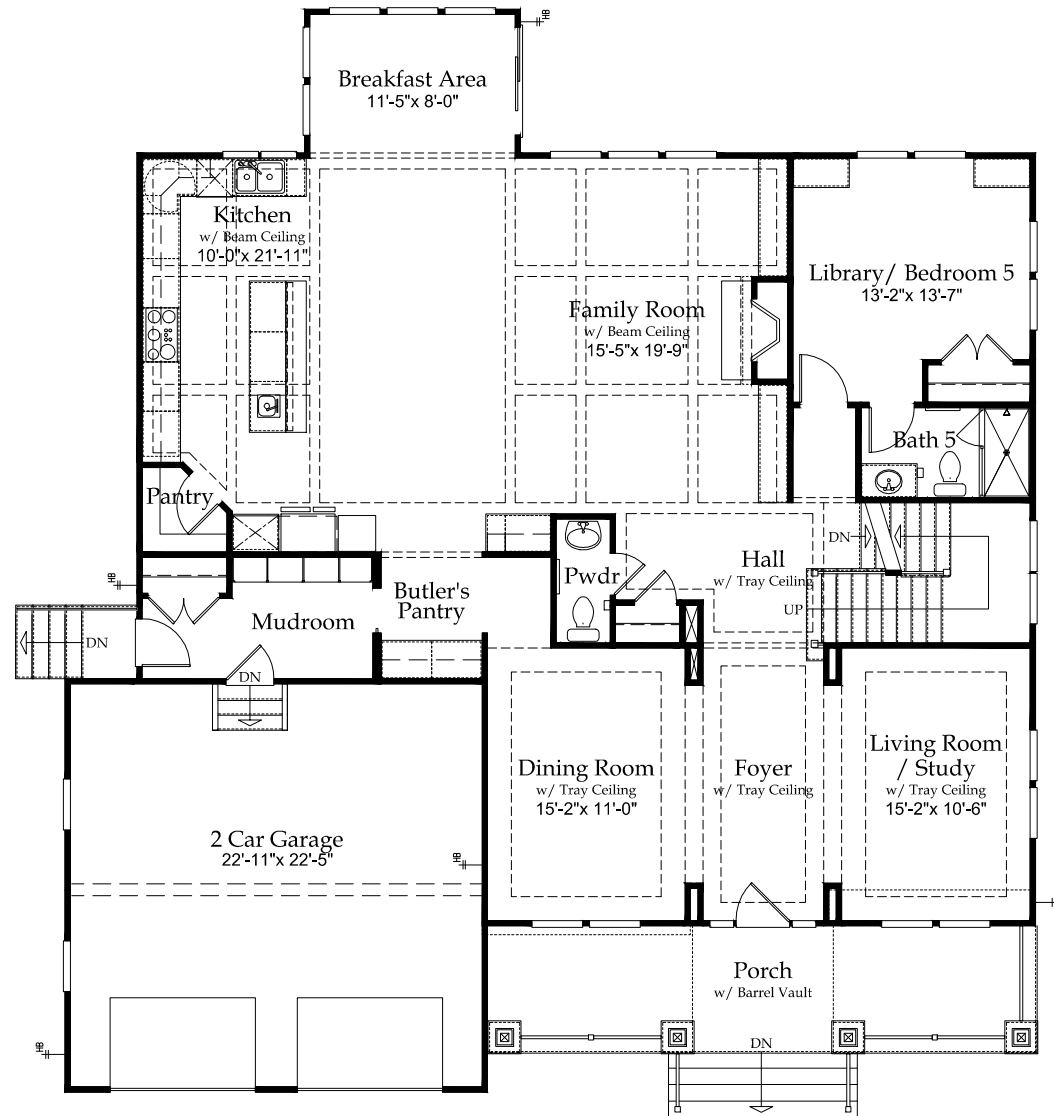 HB
Breakfast Area
11'-5"x 8'-0"
Kitchen
w/ Beam Ceiling
10'-0"x 21'-11"
Library/ Bedroom 5
13'-2"x 13'-7"
Family Room
w/ Beam Ceiling
15'-5"x 19'-9"
Bath 5
Pantry
DN
Hall
w/ Tray Ceiling
UP
Pwdr
Butler's
Pantry
HB
Mudroom
DN
DN
Dining Room
w/ Tray Ceiling
15'-2"x 11'-0"
Foyer
w/ Tray Ceiling
Living Room
/ Study
w/ Tray Ceiling
15'-2"x 10'-6"
2 Car Garage
22'-11"x 22'-5"
HB
Porch
w/ Barrel Vault
DN
HB